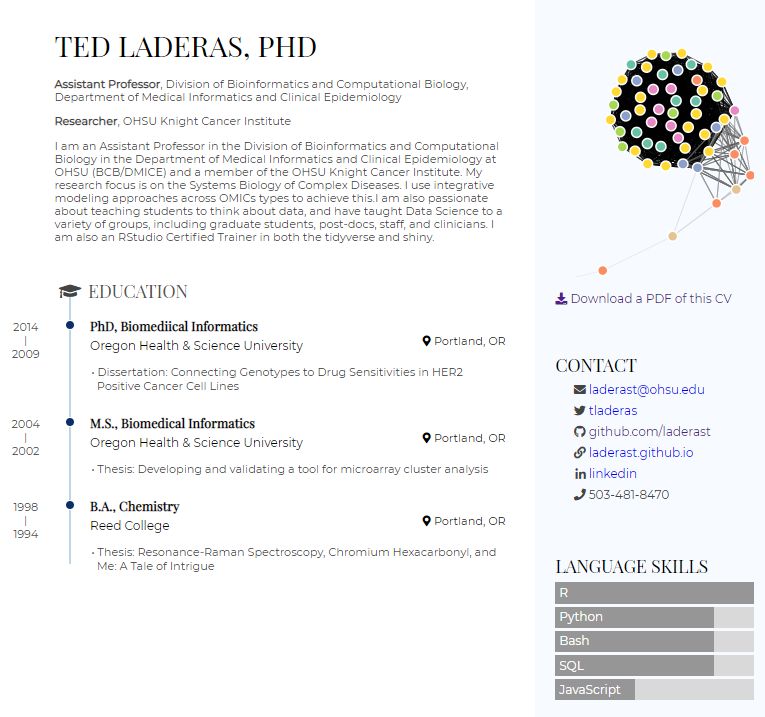 TED LADERAS, PHD
Assistant Professor, Division of Bioinformatics and Computational Biology,
Department of Medical Informatics and Clinical Epidemiology
Researcher, OHSU Knight Cancer Institute
I am an Assistant Professor in the Division of Bioinformatics and Computational
Biology in the Department of Medical Informatics and Clinical Epidemiology at
OHSU (BCB/DMICE) and a member of the OHSU Knight Cancer Institute. My
research focus is on the Systems Biology of Complex Diseases. I use integrative
modeling approaches across OMICs types to achieve this.I am also passionate
about teaching students to think about data, and have taught Data Science to a
variety of groups, including graduate students, post-docs, staff, and clinicians. I
am also an RStudio Certified Trainer in both the tidyverse and shiny.
EDUCATION
2014
|
2009
PhD, Biomediical Informatics
Oregon Health & Science University
Portland, OR
• Dissertation: Connecting Genotypes to Drug Sensitivities in HER2
Positive Cancer Cell Lines
2004
|
2002
M.S., Biomedical Informatics
Oregon Health & Science University
Portland, OR
• Thesis: Developing and validating a tool for microarray cluster analysis
1998
|
1994
B.A., Chemistry
Reed College
Portland, OR
• Thesis: Resonance-Raman Spectroscopy, Chromium Hexacarbonyl, and
Me: A Tale of Intrigue
Download a PDF of this CV
CONTACT
laderast@ohsu.edu
tladeras
github.com/laderast
laderast.github.io
linkedin
503-481-8470
LANGUAGE SKILLS
R
Python
Bash
SQL
JavaScript